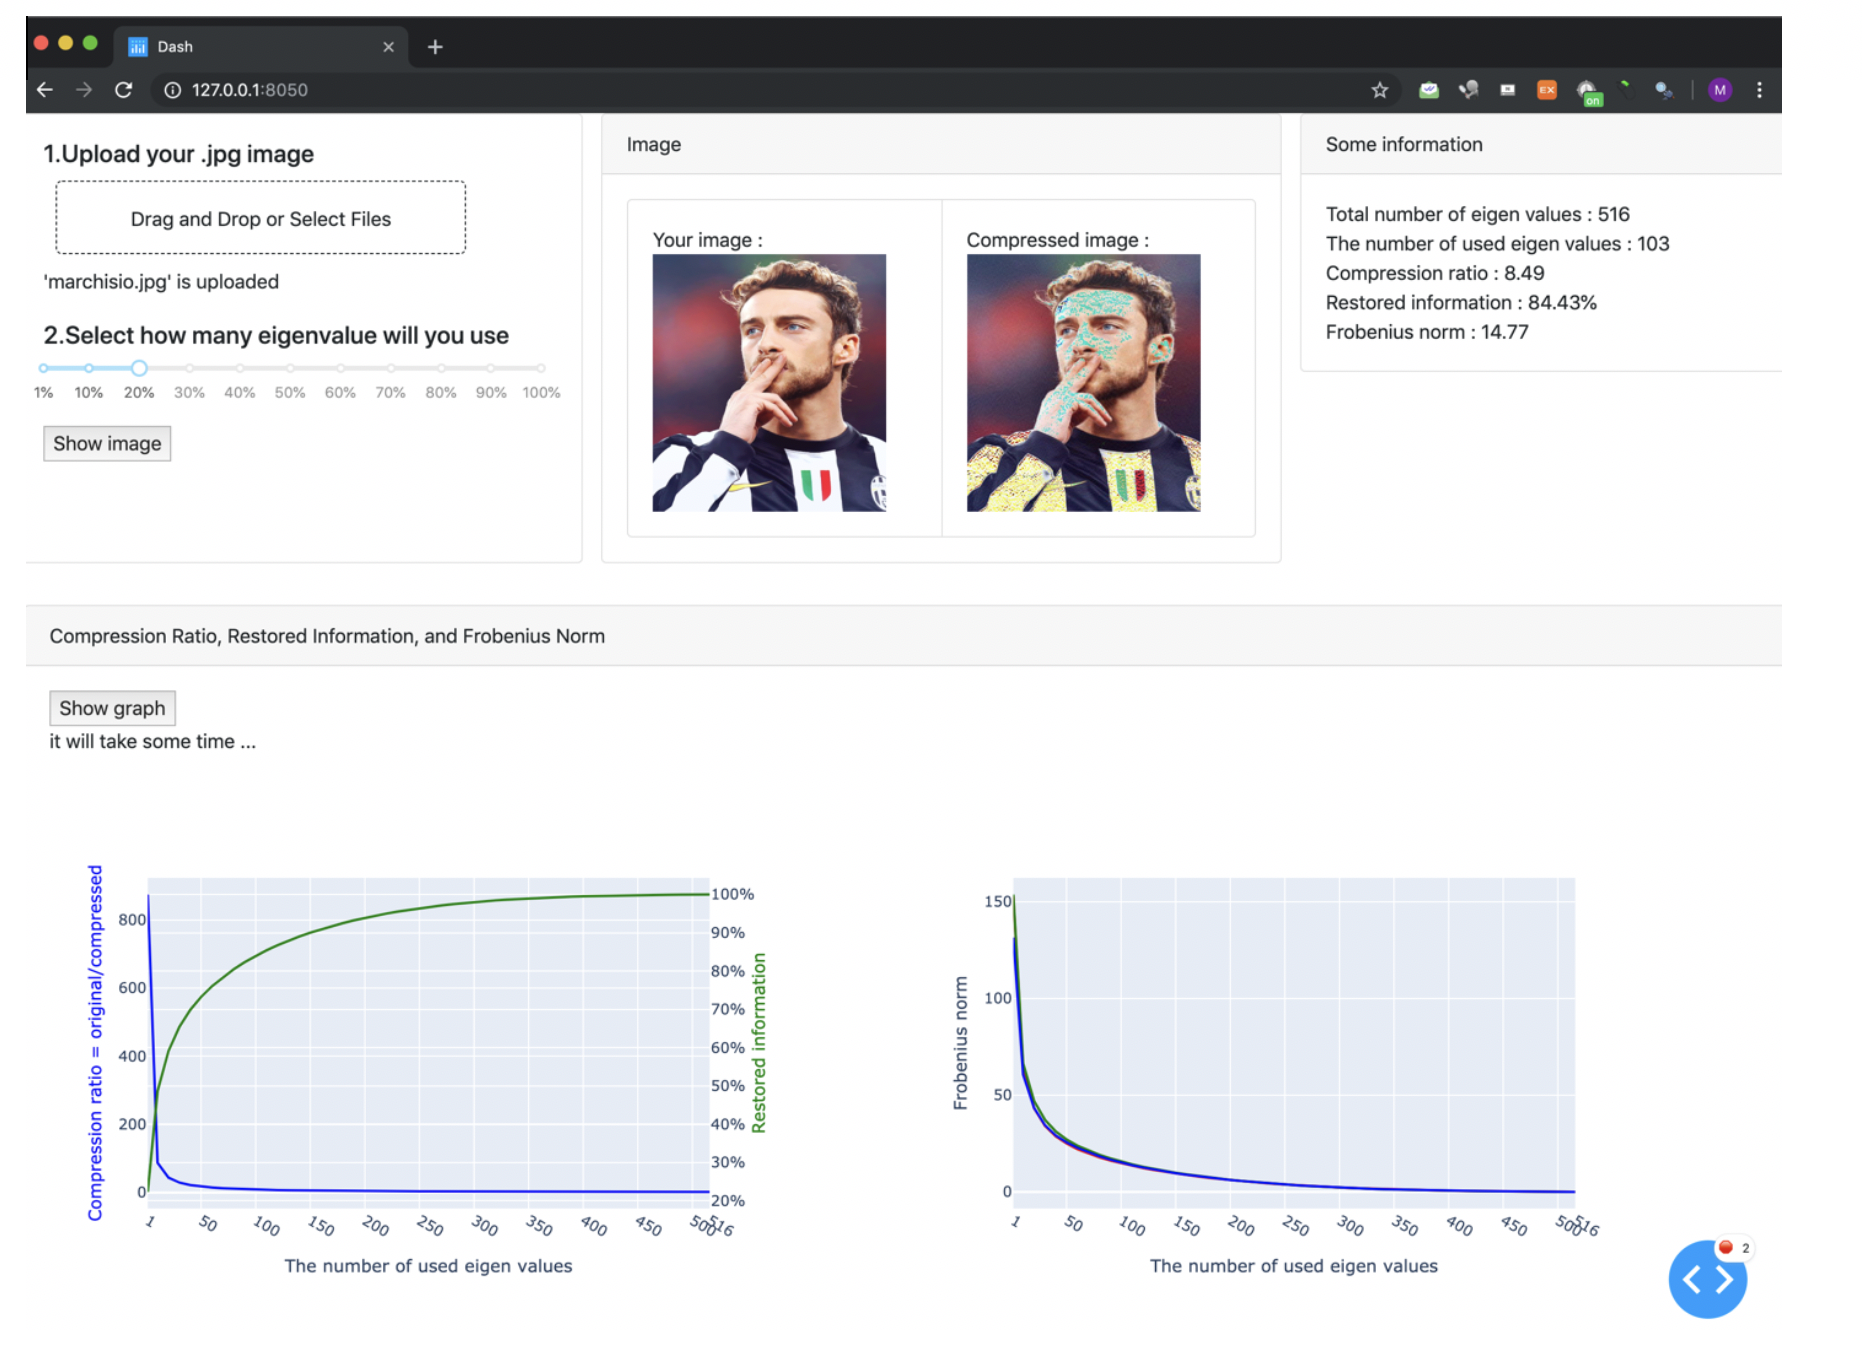 Dash
127.0.0.1:8050
EX
on
M
1.Upload your .jpg image
Drag and Drop or Select Files
'marchisio.jpg' is uploaded
2.Select how many eigenvalue will you use
1% 10% 20% 30% 40% 50% 60% 70% 80% 90% 100%
Show image
Image
Your image :
Compressed image :
Some information
Total number of eigen values : 516
The number of used eigen values : 103
Compression ratio : 8.49
Restored information : 84.43%
Frobenius norm : 14.77
Compression Ratio, Restored Information, and Frobenius Norm
Show graph
it will take some time ...
Compression ratio = original/compressed
800
600
400
200
0
100%
90%
80%
70%
60%
50%
40%
30%
20%
Restored information
1 50 100 150 200 250 300 350 400 450 500 516
The number of used eigen values
Frobenius norm
150
100
50
0
1 50 100 150 200 250 300 350 400 450 500 516
The number of used eigen values
2